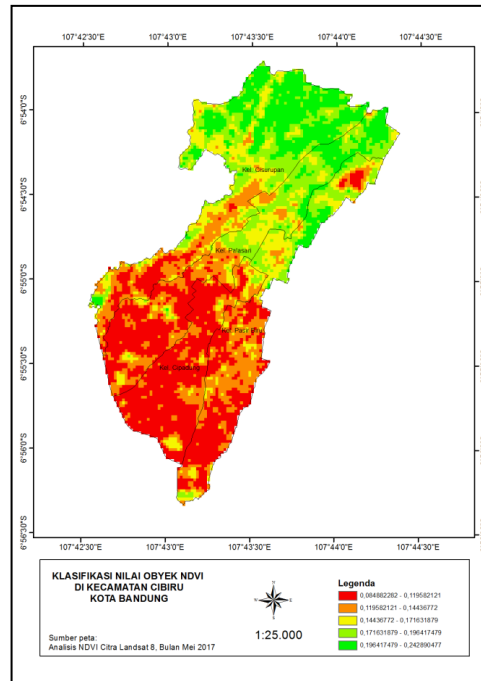 107°42'30"E 107°43'0"E 107°43'30"E 107°44'0"E 107°44'30"E
6°54'0"S
Kel. Cisurupan
6°54'30"S
Kel. Palasari
6°55'0"S
6°55'30"S
6°56'0"S
6°56'30"S
107°42'30"E 107°43'0"E 107°43'30"E 107°44'0"E 107°44'30"E
KLASIFIKASI NILAI OBYEK NDVI
DI KECAMATAN CIBIRU
KOTA BANDUNG
Sumber peta:
Analisis NDVI Citra Landsat 8, Bulan Mei 2017
N
1:25.000
Legenda
0,084882282 - 0,119582121
0,119582121 - 0,14436772
0,14436772 - 0,171631879
0,171631879 - 0,196417479
0,196417479 - 0,242890477